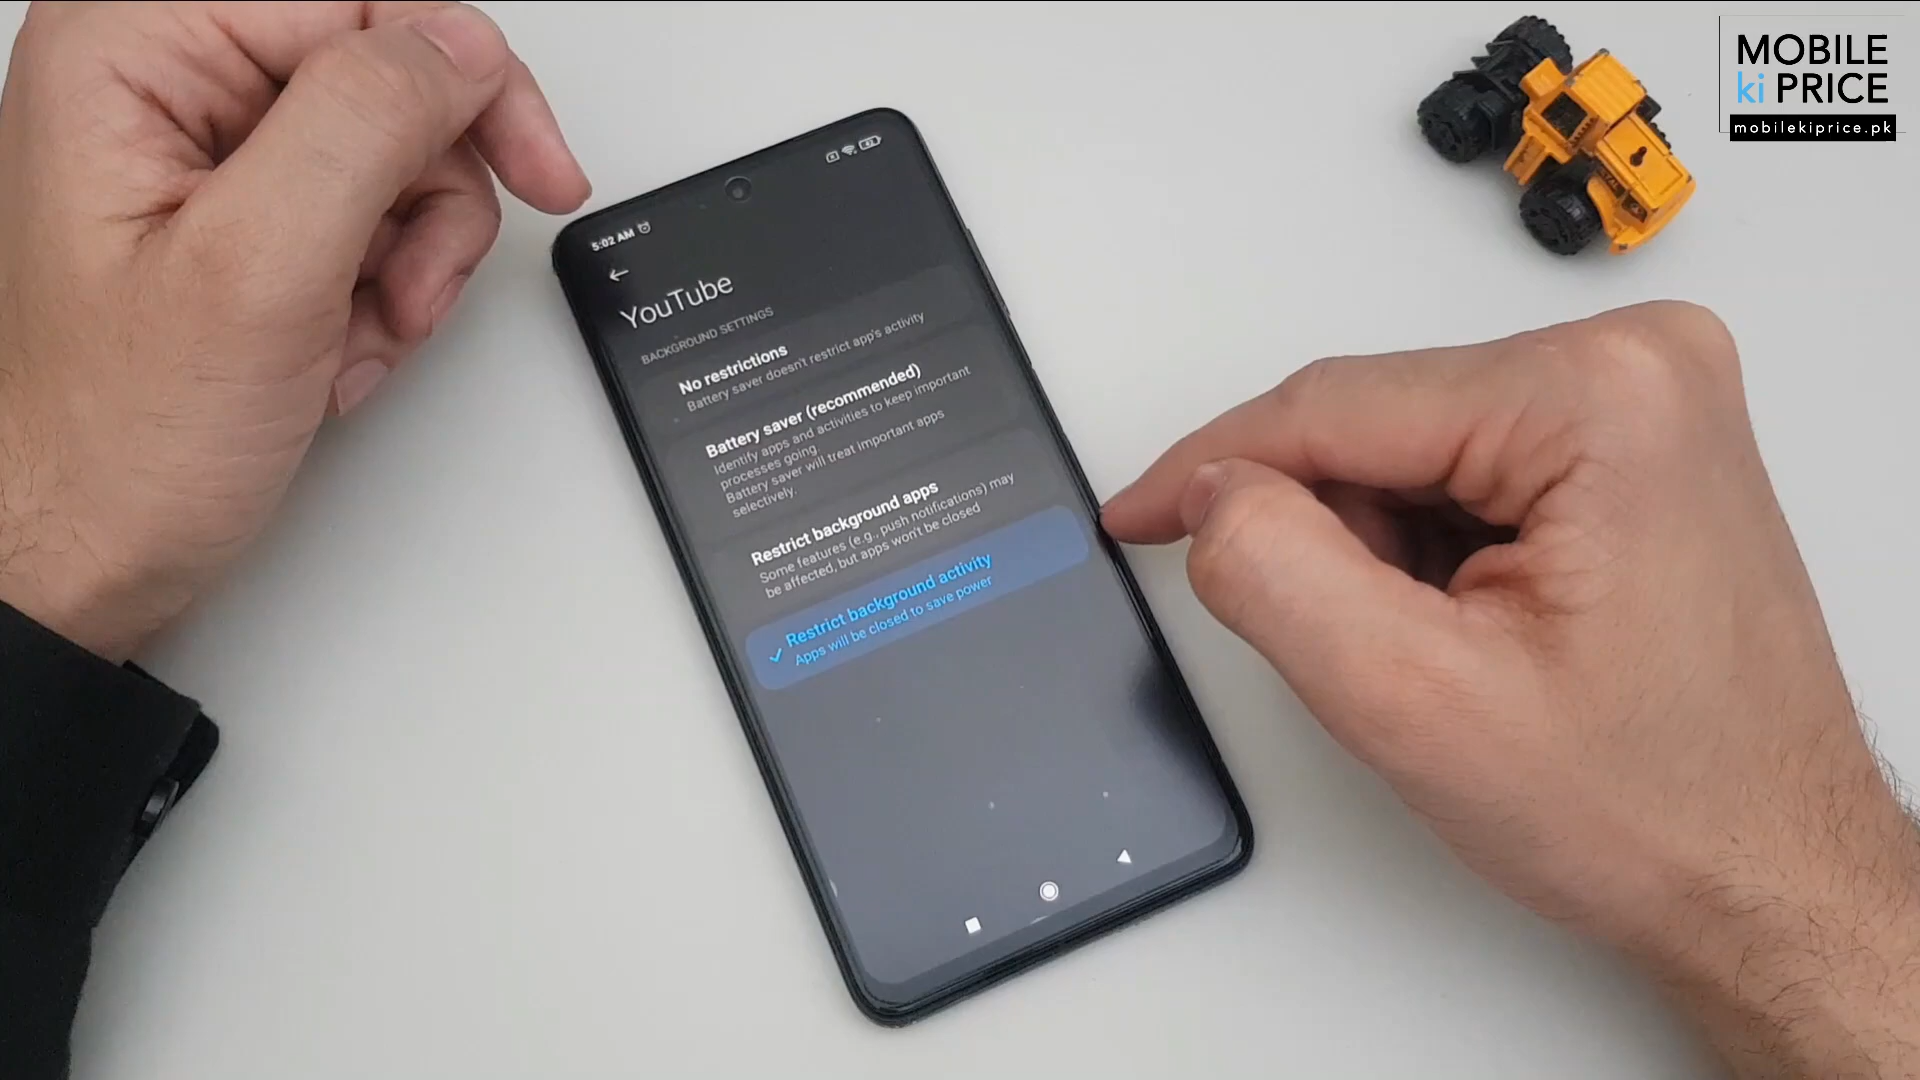 MOBILE
ki PRICE
mobilekiprice.pk
5:02 AM
YouTube
BACKGROUND SETTINGS
No restrictions
Battery saver doesn't restrict app's activity
Battery saver (recommended)
Identify apps and activities to keep important
processes going.
Battery saver will treat important apps
selectively.
Restrict background apps
Some features (e.g., push notifications) may
be affected, but apps won't be closed
Restrict background activity
Apps will be closed to save power